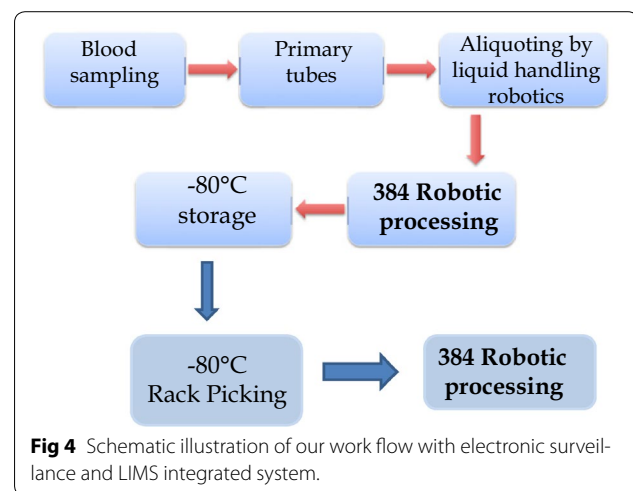 Blood
sampling
Primary
tubes
Aliquoting by
liquid handling
robotics
384 Robotic
processing
-80°C
storage
-80°C
Rack Picking
384 Robotic
processing
Fig 4 Schematic illustration of our work flow with electronic surveil-
lance and LIMS integrated system.